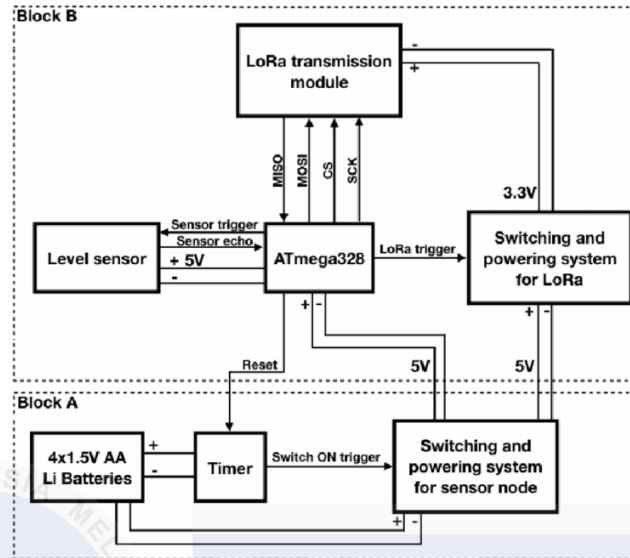 Block B
LoRa transmission
module
-
+
MISO
MOSI
CS
SCK
3.3V
Level sensor
Sensor trigger
Sensor echo
+ 5V
-
ATmega328
LoRa trigger
Switching and
powering system
for LoRa
+ -
+ -
5V
5V
Reset
Block A
4x1.5V AA
Li Batteries
+
-
Timer
Switch ON trigger
Switching and
powering system
for sensor node
+ -